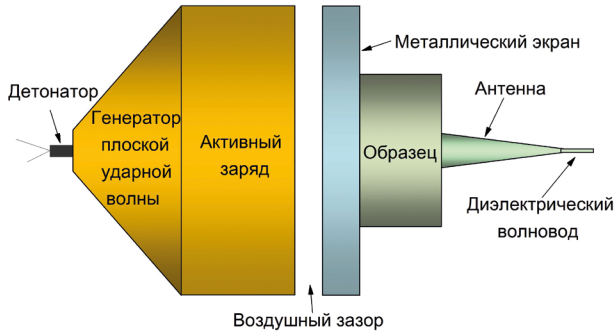 Металлический экран
Детонатор
Антенна
Генератор
плоской
ударной
волны
Активный
заряд
Образец
Диэлектрический
волновод
Воздушный зазор